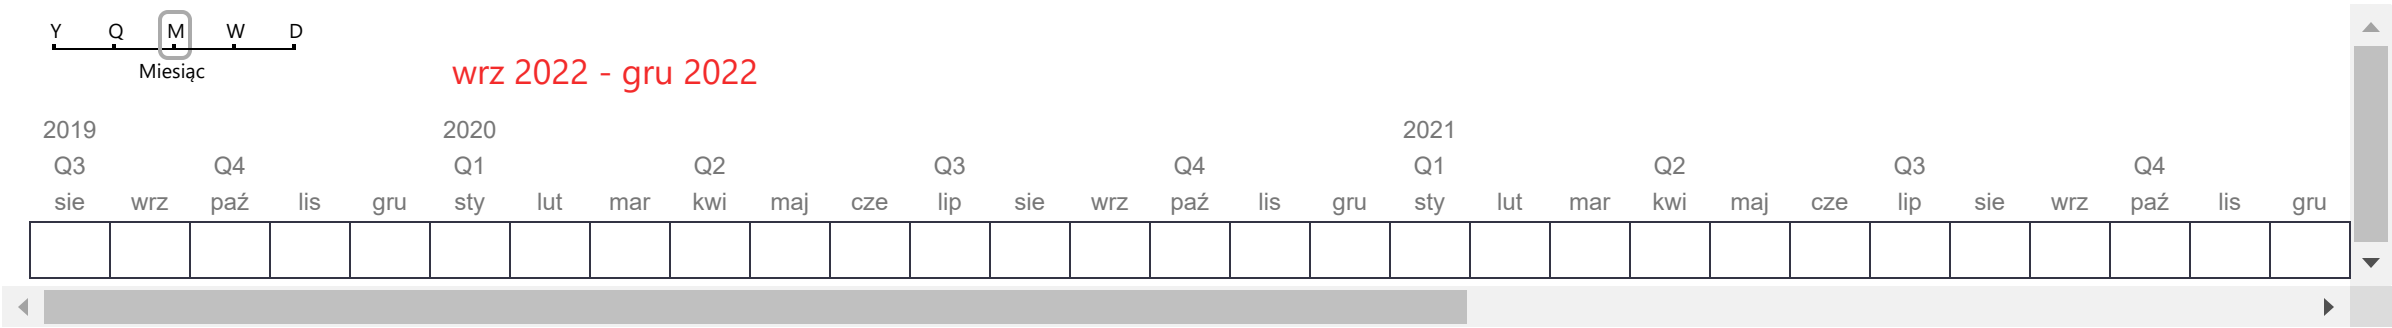 Y Q M W D
Miesiąc
wrz 2022 - gru 2022
2019 2020 2021
Q3 Q4 Q1 Q2 Q3 Q4 Q1 Q2 Q3 Q4
sie wrz paź lis gru sty lut mar kwi maj cze lip sie wrz paź lis gru sty lut mar kwi maj cze lip sie wrz paź lis gru